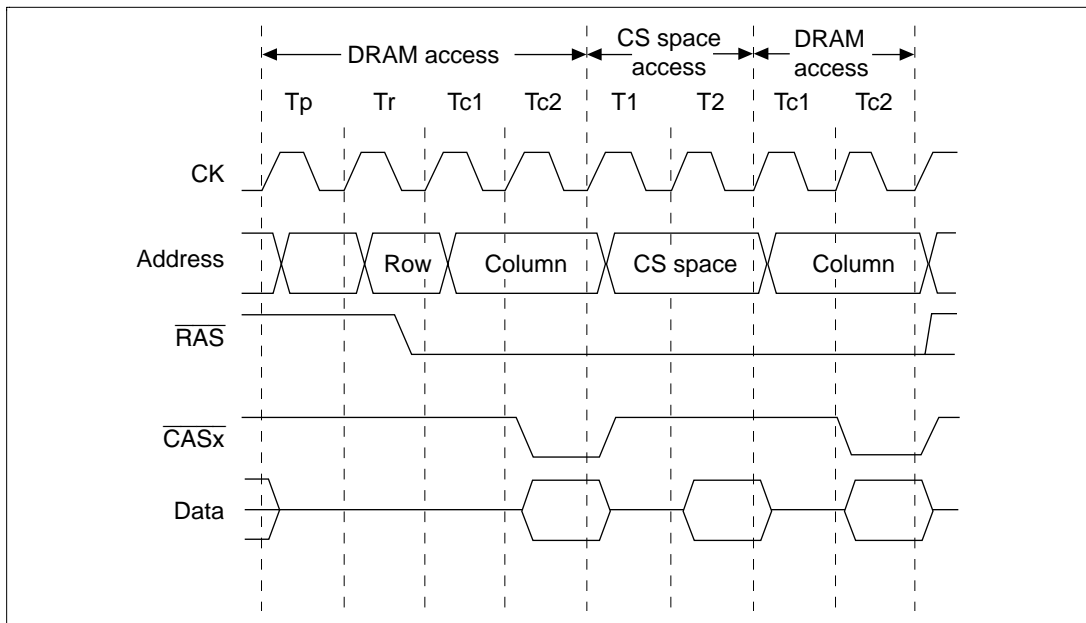 DRAM access
CS space
access
DRAM
access
Tp Tr Tc1 Tc2 T1 T2 Tc1 Tc2
CK
Address
Row Column CS space Column
RAS
CASx
Data